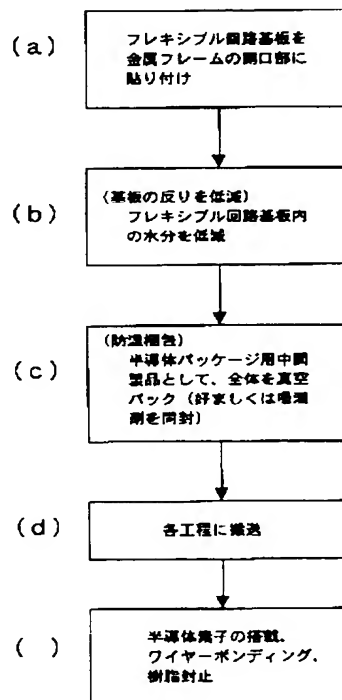 (a)
フレキシブル回路基板を
金属フレームの開口部に
貼り付け
(b)
(基板の反りを低減)
フレキシブル回路基板内
の水分を低減
(c)
(防湿梱包)
半導体パッケージ用中間
製品として、全体を真空
パック(好ましくは吸湿
剤を同封)
(d)
各工程に搬送
( )
半導体素子の搭載、
ワイヤーボンディング、
樹脂封止